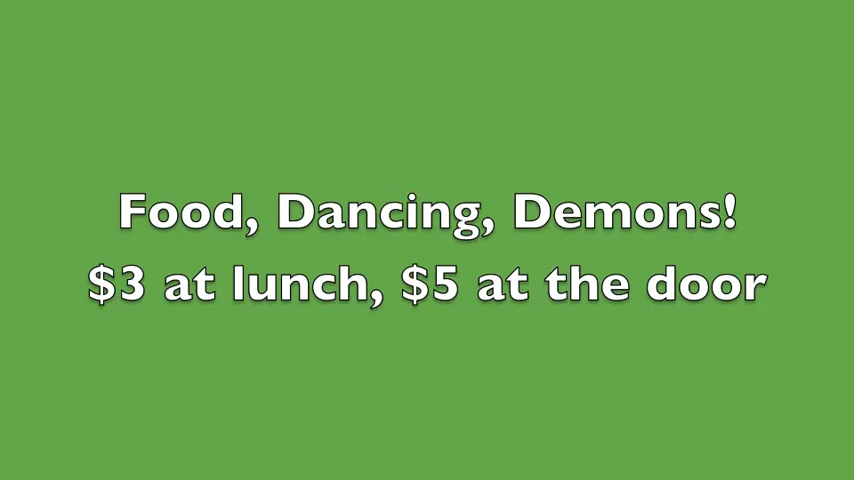 Food, Dancing, Demons!
$3 at lunch, $5 at the door